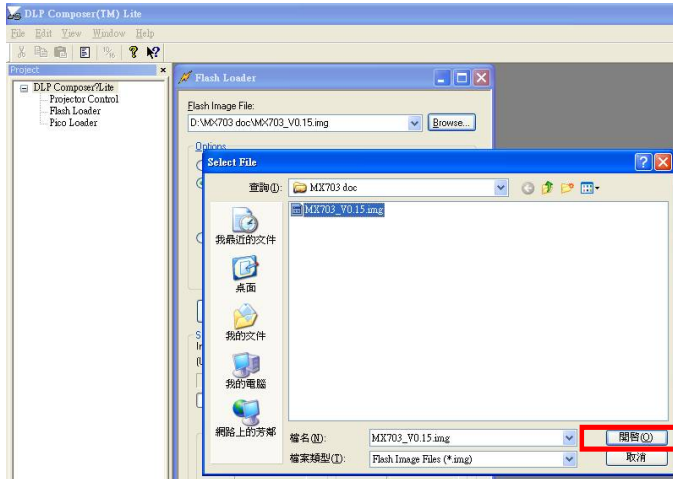 DLP Composer(TM) Lite
File Edit View Window Help
Project
DLP Composer?Lite
Projector Control
Flash Loader
Pico Loader
Flash Loader
Flash Image File:
D:\MX703 doc\MX703_V0.15.img
Browse...
Options
Select File
查詢(I):
MX703 doc
MX703_V0.15.img
我最近的文件
桌面
我的文件
我的電腦
網路上的芳鄰
檔名(N):
MX703_V0.15.img
開啟(O)
檔案類型(T):
Flash Image Files (*.img)
取消